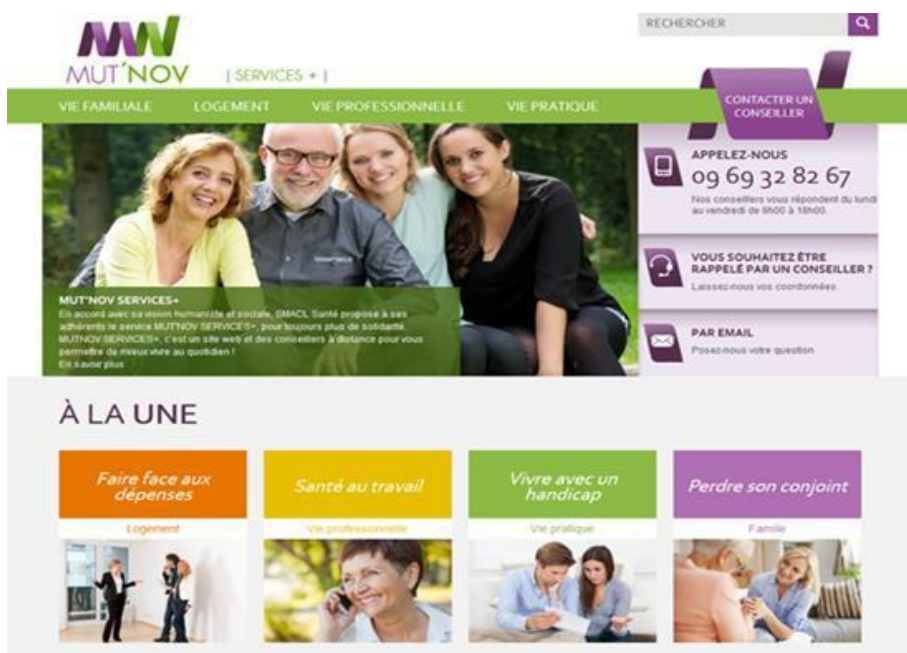 RECHERCHER
MUT'NOV
[ SERVICES + ]
VIE FAMILIALE LOGEMENT VIE PROFESSIONNELLE VIE PRATIQUE
CONTACTER UN
CONSEILLER
APPELEZ-NOUS
09 69 32 82 67
Nos conseillers vous répondent du lundi
au vendredi de 9h00 à 18h00.
VOUS SOUHAITEZ ÊTRE
RAPPELÉ PAR UN CONSEILLER ?
Laissez-nous vos coordonnées
PAR EMAIL
Posez-nous votre question
MUT'NOV SERVICES+
En accord avec sa vision humaniste et sociale, SMACL Santé propose à ses
adhérents le service MUT'NOV SERVICES+, pour toujours plus de solidarité.
MUT'NOV SERVICES+, c'est un site web et des conseillers à distance pour vous
permettre de mieux vivre au quotidien !
En savoir plus
À LA UNE
Faire face aux
dépenses
Logement
Santé au travail
Vie professionnelle
Vivre avec un
handicap
Vie pratique
Perdre son conjoint
Famille